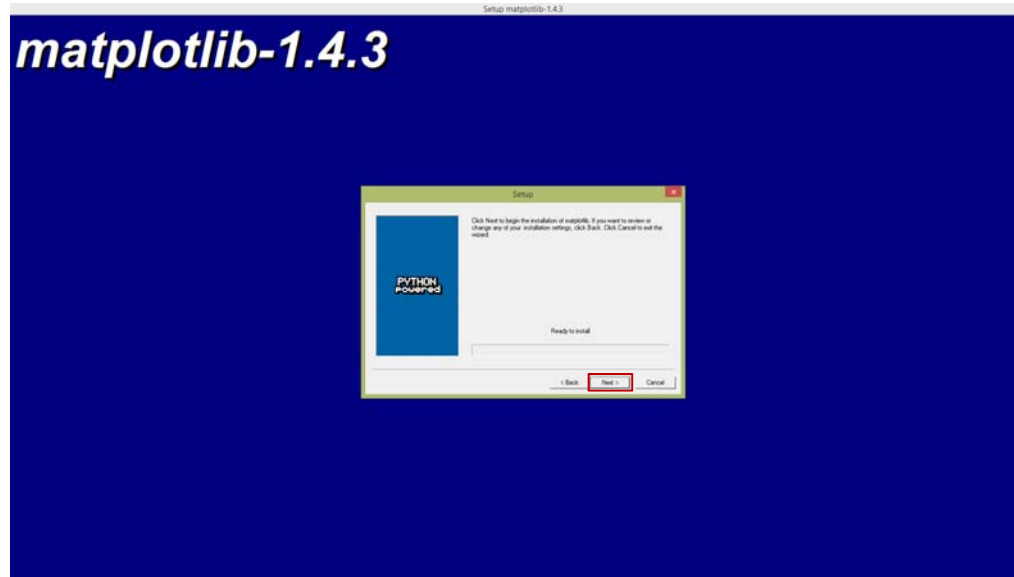 Setup matplotlib-1.4.3
matplotlib-1.4.3
Setup
Click Next to begin the installation of matplotlib. If you want to review or
change any of your installation settings, click Back. Click Cancel to exit the
wizard.
PYTHON
powered
Ready to install
< Back Next > Cancel